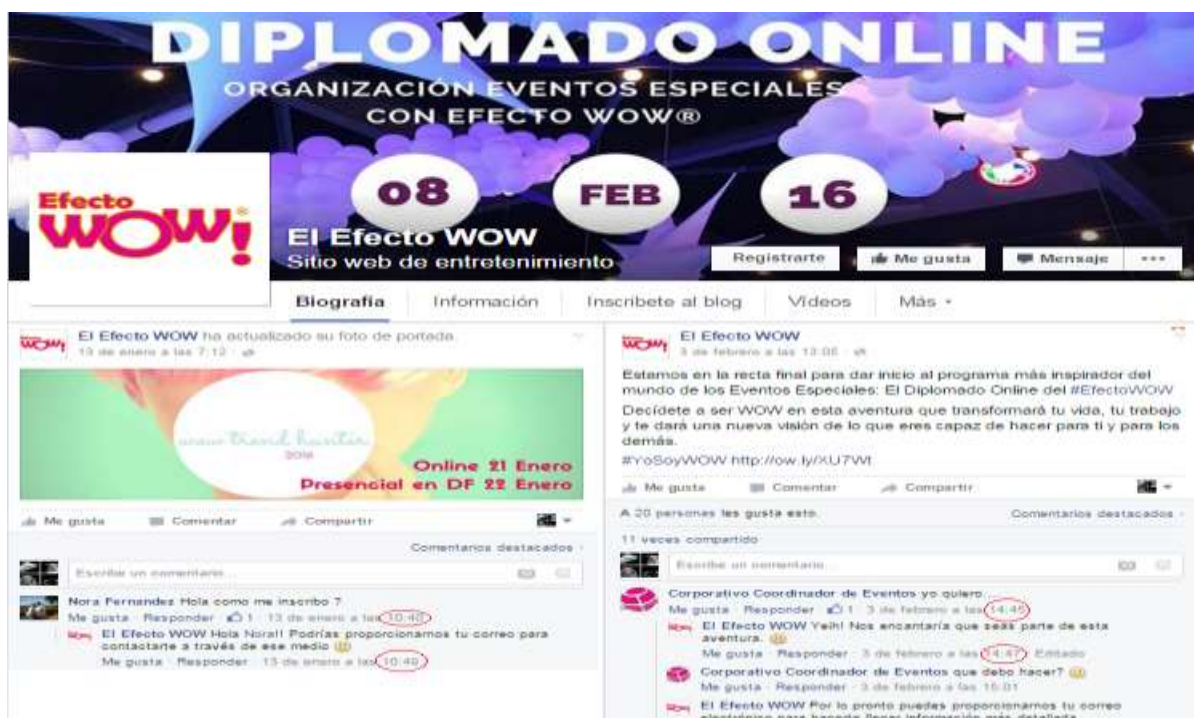 DIPLOMADO ONLINE
ORGANIZACIÓN EVENTOS ESPECIALES
CON EFECTO WOW®
08
FEB
16
Efecto
WOW!
El Efecto WOW
Sitio web de entretenimiento
Registrarte
Me gusta
Mensaje
Biografía
Información
Inscribete al blog
Vídeos
Más
El Efecto WOW ha actualizado su foto de portada.
13 de enero a las 7:12
trend hunter
Online 21 Enero
Presencial en DF 22 Enero
Me gusta
Comentar
Compartir
Comentarios destacados
Escribe un comentario...
Nora Fernandez Hola como me inscribo ?
Me gusta · Responder · 1 · 13 de enero a las
El Efecto WOW Hola Nora!! Podrías proporcionarnos tu correo para
contactarte a través de ese medio
Me gusta · Responder · 13 de enero a las
El Efecto WOW
3 de febrero a las
Estamos en la recta final para dar inicio al programa más inspirador del
mundo de los Eventos Especiales: El Diplomado Online del #EfectoWOW
Decídete a ser WOW en esta aventura que transformará tu vida, tu trabajo
y te dará una nueva visión de lo que eres capaz de hacer para ti y para los
demás.
#YoSoyWOW http://ow.ly/XU7Wt
Me gusta
Comentar
Compartir
A 20 personas les gusta esto.
Comentarios destacados
11 veces compartido
Escribe un comentario...
Corporativo Coordinador de Eventos yo quiero
Me gusta · Responder · 1 · 3 de febrero a las
El Efecto WOW Yeih! Nos encantaría que seas parte de esta
aventura.
Me gusta · Responder · 3 de febrero a las 14:47 · Editado
Corporativo Coordinador de Eventos que debo hacer?
Me gusta · Responder · 3 de febrero a las 15:01
El Efecto WOW Por lo pronto puedes proporcionarnos tu correo
electrónico para hacerte llegar información más detallada